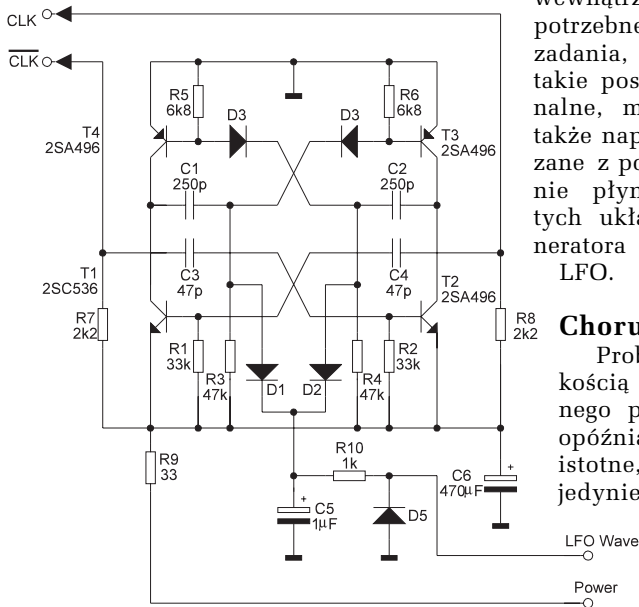 CLK
CLK
R5
6k8
D3
D3
R6
6k8
T4
2SA496
T3
2SA496
C1
250p
C2
250p
C3
47p
C4
47p
T1
2SC536
T2
2SA496
R7
2k2
R8
2k2
R1
33k
R3
47k
D1
D2
R4
47k
R2
33k
R9
33
R10
1k
C5
1µF
+
D5
C6
470µF
+
LFO Wave
Power
potrzebne
zadania,
takie pos
nalne, m
także nap
zane z po
nie płyn
tych ukła
neratora
LFO.
Choru
Prob
kością
nego p
opóźnia
istotne,
jedynie